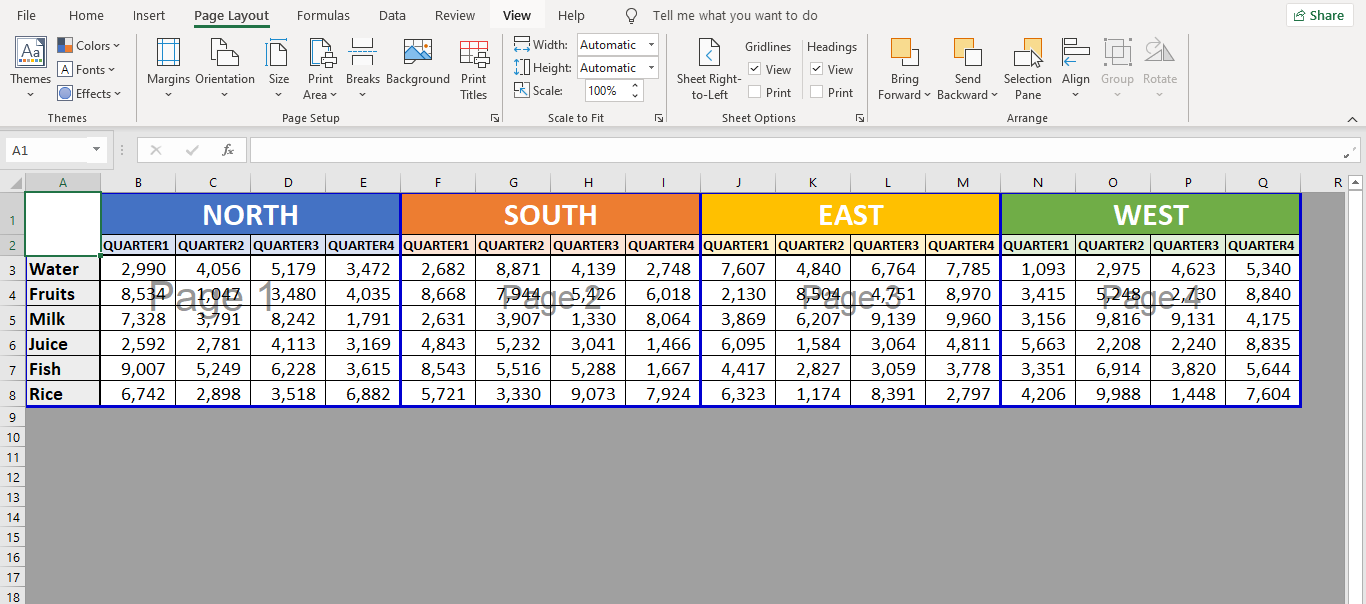 File Home Insert Page Layout Formulas Data Review View Help Tell me what you want to do Share
Themes Colors Fonts Effects Margins Orientation Size Print Area Breaks Background Print Titles Width: Automatic Height: Automatic Scale: 100% Sheet Right-to-Left Gridlines View Print Headings View Print Bring Forward Send Backward Selection Pane Align Group Rotate
Themes Page Setup Scale to Fit Sheet Options Arrange
A1 fx
A B C D E F G H I J K L M N O P Q R
1 NORTH SOUTH EAST WEST
2 QUARTER1 QUARTER2 QUARTER3 QUARTER4 QUARTER1 QUARTER2 QUARTER3 QUARTER4 QUARTER1 QUARTER2 QUARTER3 QUARTER4 QUARTER1 QUARTER2 QUARTER3 QUARTER4
3 Water 2,990 4,056 5,179 3,472 2,682 8,871 4,139 2,748 7,607 4,840 6,764 7,785 1,093 2,975 4,623 5,340
4 Fruits 8,534 1,047 3,480 4,035 8,668 7,944 5,426 6,018 2,130 8,504 4,751 8,970 3,415 5,248 2,730 8,840
Page 1 Page 2 Page 3 Page 4
5 Milk 7,328 3,791 8,242 1,791 2,631 3,907 1,330 8,064 3,869 6,207 9,139 9,960 3,156 9,816 9,131 4,175
6 Juice 2,592 2,781 4,113 3,169 4,843 5,232 3,041 1,466 6,095 1,584 3,064 4,811 5,663 2,208 2,240 8,835
7 Fish 9,007 5,249 6,228 3,615 8,543 5,516 5,288 1,667 4,417 2,827 3,059 3,778 3,351 6,914 3,820 5,644
8 Rice 6,742 2,898 3,518 6,882 5,721 3,330 9,073 7,924 6,323 1,174 8,391 2,797 4,206 9,988 1,448 7,604
9
10
11
12
13
14
15
16
17
18